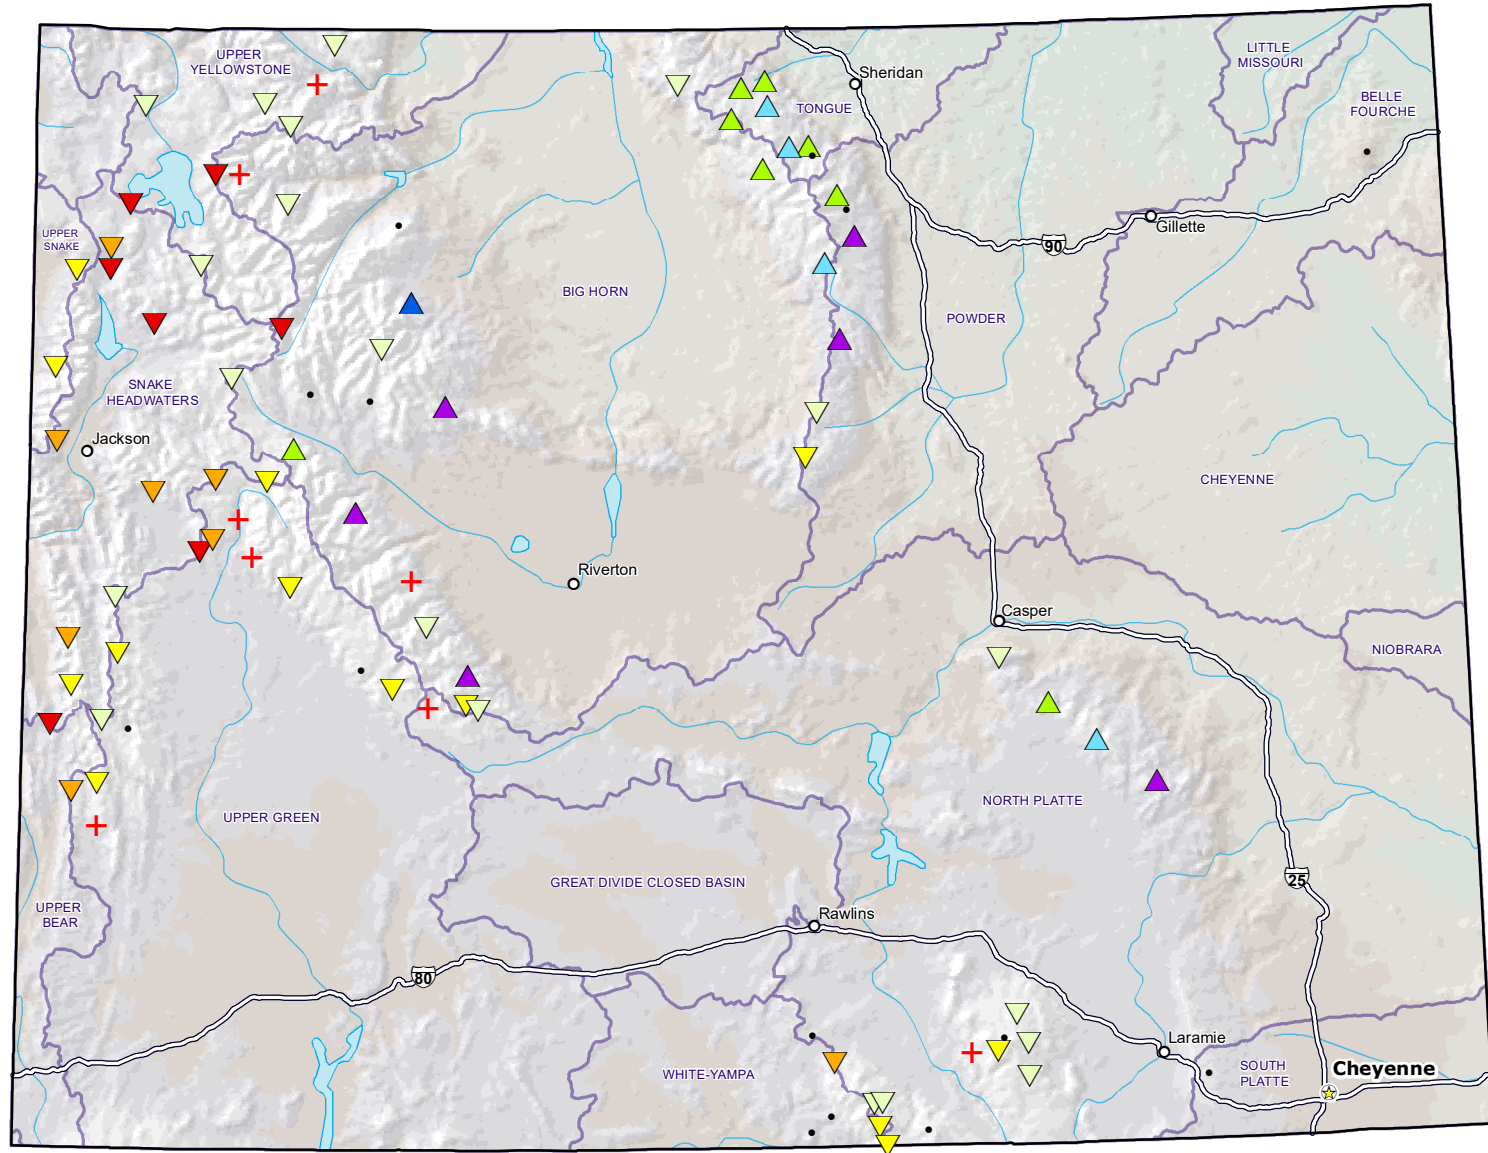 UPPER
YELLOWSTONE
LITTLE
MISSOURI
Sheridan
BELLE
FOURCHE
TONGUE
UPPER
SNAKE
Gillette
90
BIG HORN
POWDER
SNAKE
HEADWATERS
Jackson
CHEYENNE
Riverton
Casper
NIOBRARA
NORTH PLATTE
UPPER GREEN
GREAT DIVIDE CLOSED BASIN
25
UPPER
BEAR
Rawlins
80
Laramie
WHITE-YAMPA
SOUTH
PLATTE
Cheyenne